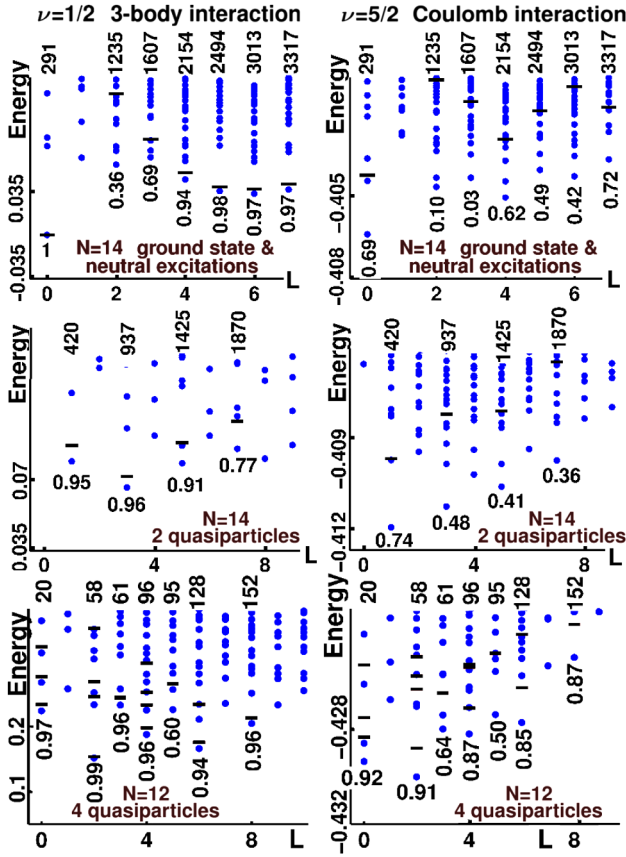 ν=1/2 3-body interaction
ν=5/2 Coulomb interaction
Energy
291 1235 1607 2154 2494 3013 3317
0.035
-0.035
1 0.36 0.69 0.94 0.98 0.97 0.97
N=14 ground state &
neutral excitations
0 2 4 6 L
Energy
291 1235 1607 2154 2494 3013 3317
-0.405
-0.408
0.69 0.10 0.03 0.62 0.49 0.42 0.72
N=14 ground state &
neutral excitations
0 2 4 6 L
Energy
420 937 1425 1870
0.07
0.035
0.95 0.96 0.91 0.77
N=14
2 quasiparticles
0 4 8 L
Energy
420 937 1425 1870
-0.409
-0.412
0.74 0.48 0.41 0.36
N=14
2 quasiparticles
0 4 8 L
Energy
20 58 61 96 95 128 152
0.2
0.1
0.97 0.99 0.96 0.96 0.60 0.94 0.96
N=12
4 quasiparticles
0 4 8 L
Energy
20 58 61 96 95 128 152
-0.428
-0.432
0.92 0.91 0.64 0.87 0.50 0.85 0.87
N=12
4 quasiparticles
0 4 L 8